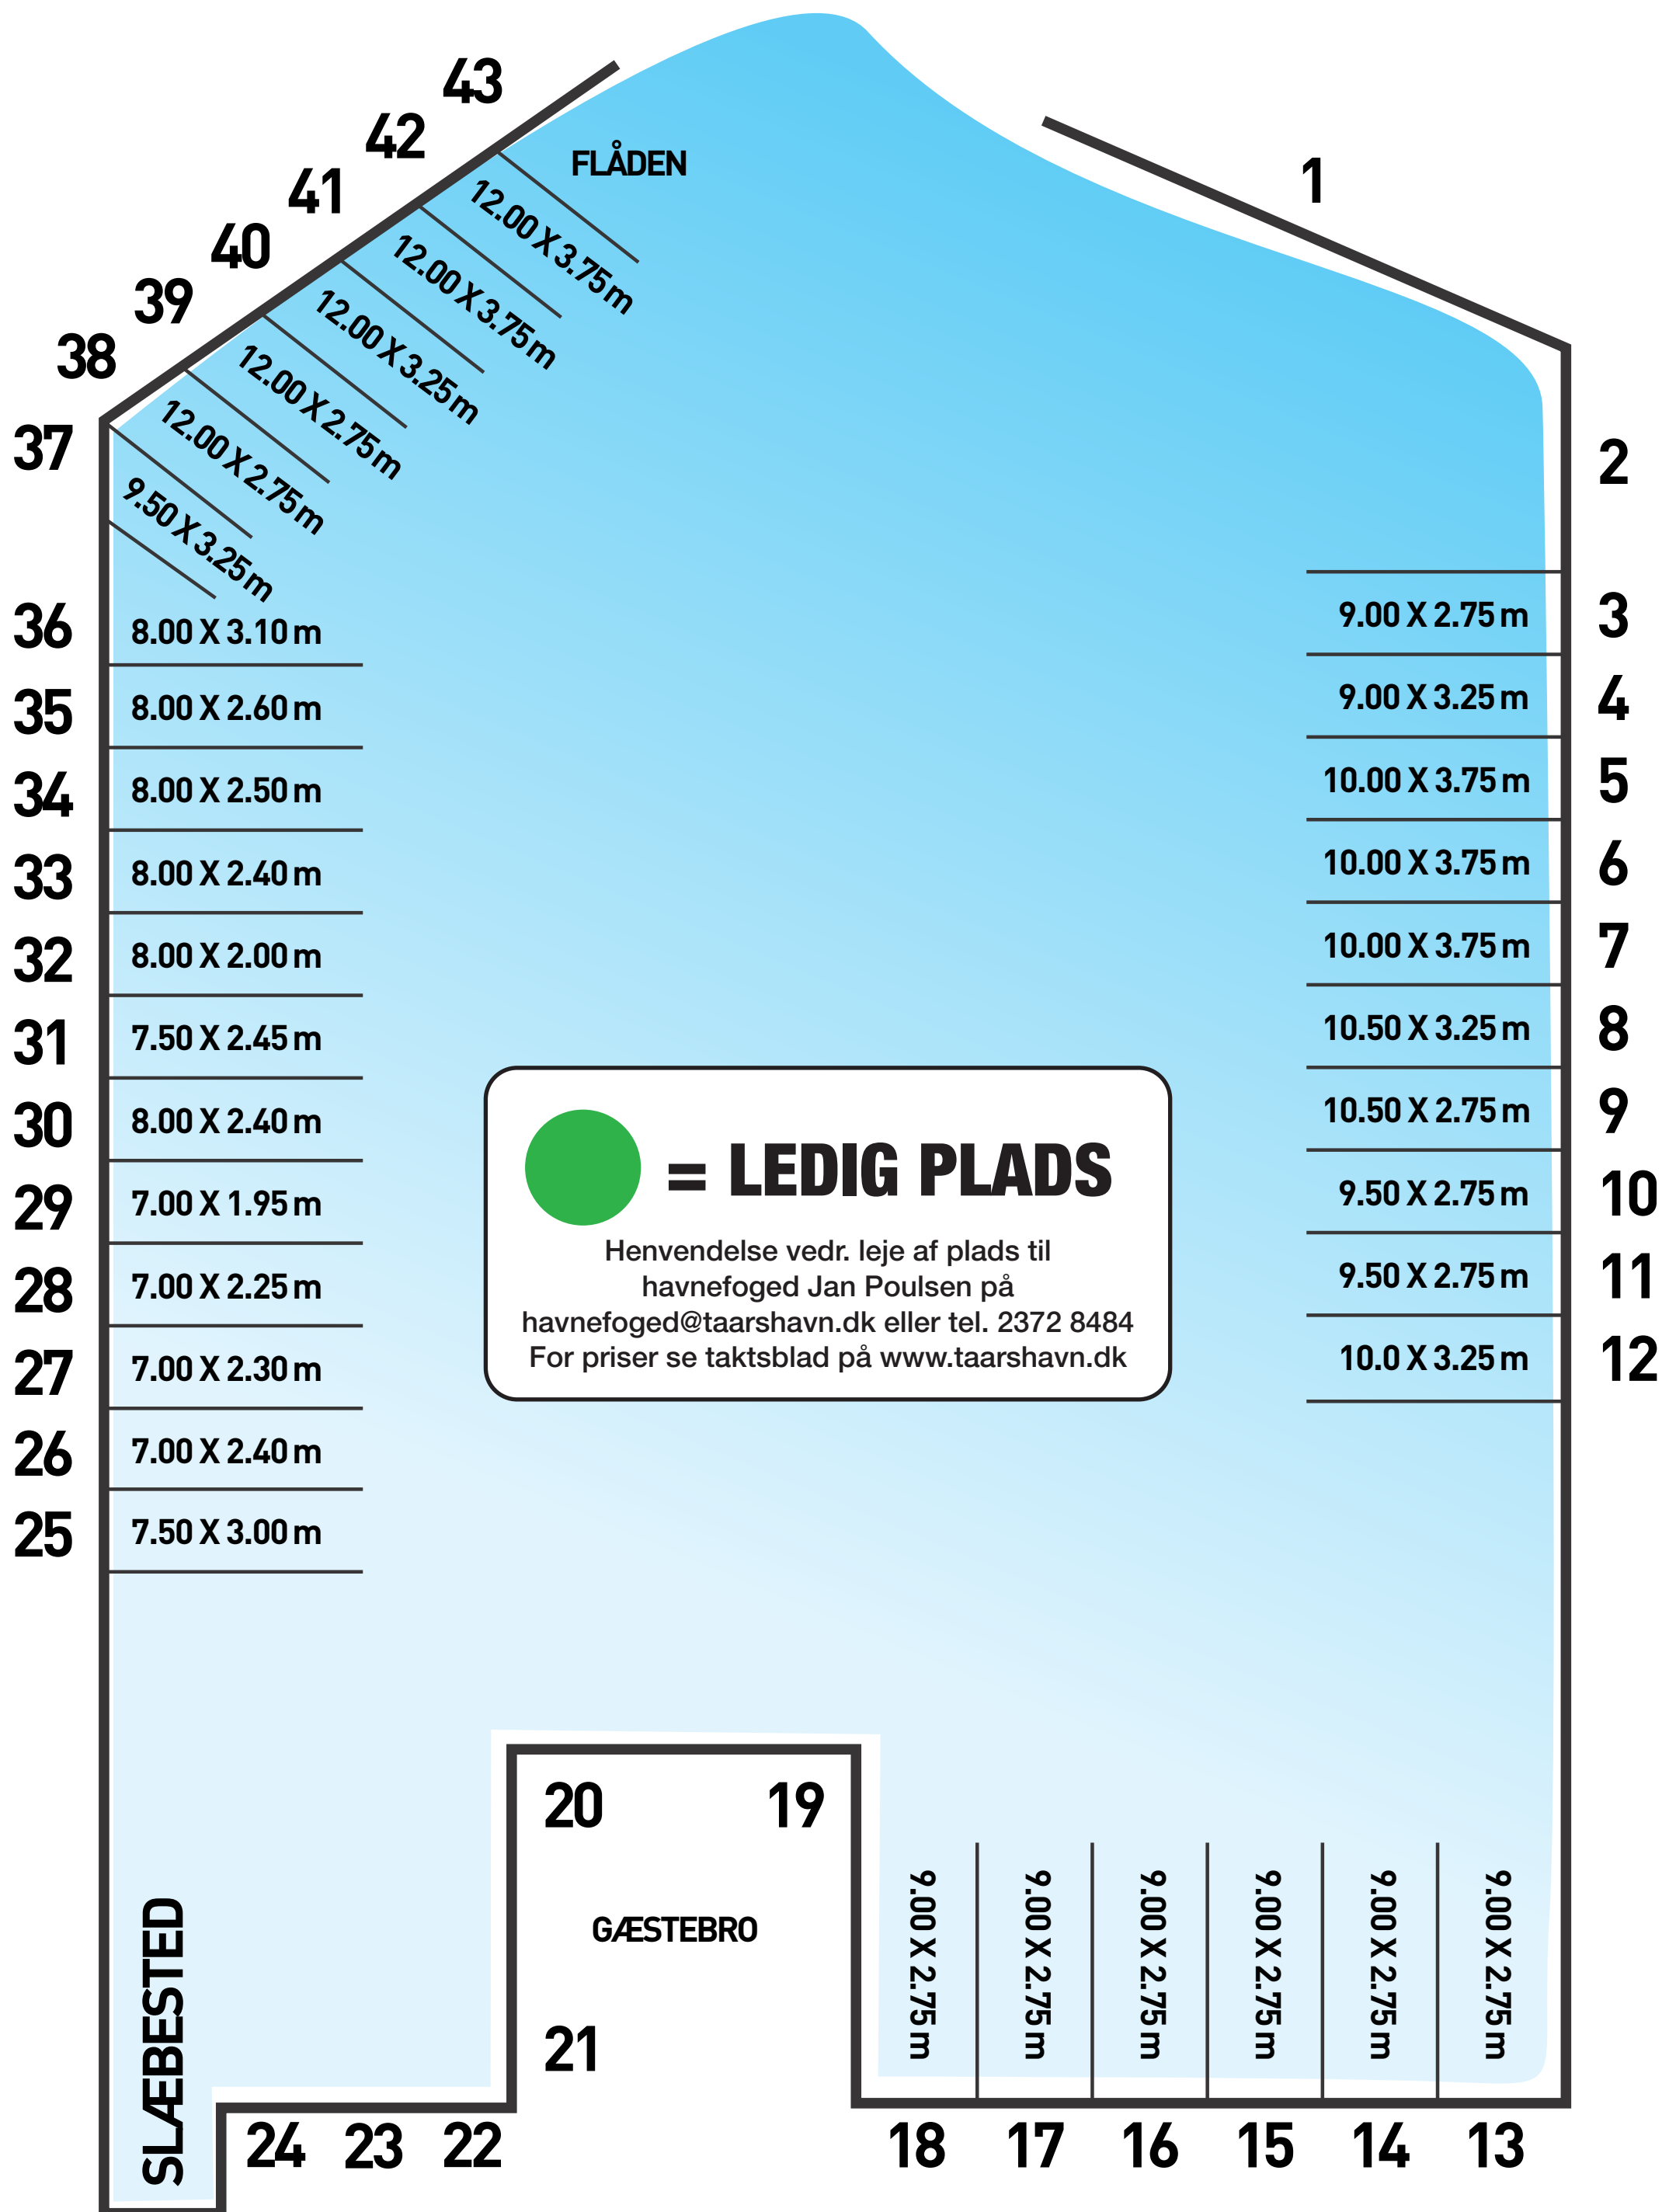 43
42
41
40
39
38
37
36
35
34
33
32
31
30
29
28
27
26
25
FLÅDEN
12.00 X 3.75 m
12.00 X 3.75 m
12.00 X 3.25 m
12.00 X 2.75 m
12.00 X 2.75 m
9.50 X 3.25 m
8.00 X 3.10 m
8.00 X 2.60 m
8.00 X 2.50 m
8.00 X 2.40 m
8.00 X 2.00 m
7.50 X 2.45 m
8.00 X 2.40 m
7.00 X 1.95 m
7.00 X 2.25 m
7.00 X 2.30 m
7.00 X 2.40 m
7.50 X 3.00 m
= LEDIG PLADS
Henvendelse vedr. leje af plads til
havnefoged Jan Poulsen på
havnefoged@taarshavn.dk eller tel. 2372 8484
For priser se taktsblad på www.taarshavn.dk
1
2
9.00 X 2.75 m 3
9.00 X 3.25 m 4
10.00 X 3.75 m 5
10.00 X 3.75 m 6
10.00 X 3.75 m 7
10.50 X 3.25 m 8
10.50 X 2.75 m 9
9.50 X 2.75 m 10
9.50 X 2.75 m 11
10.0 X 3.25 m 12
20 19
GÆSTEBRO
21
SLÆBESTED
24 23 22
9.00 X 2.75 m
9.00 X 2.75 m
9.00 X 2.75 m
9.00 X 2.75 m
9.00 X 2.75 m
9.00 X 2.75 m
18 17 16 15 14 13